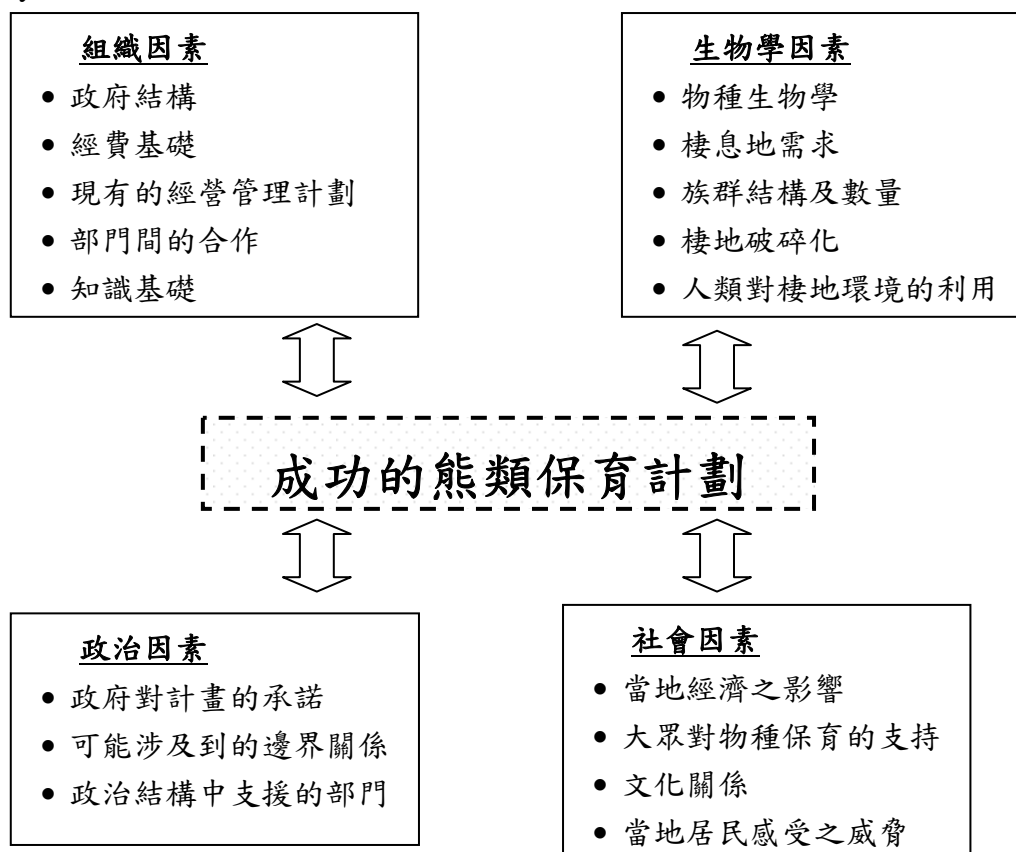 組織因素
• 政府結構
• 經費基礎
• 現有的經營管理計劃
• 部門間的合作
• 知識基礎
生物學因素
• 物種生物學
• 棲息地需求
• 族群結構及數量
• 棲地破碎化
• 人類對棲地環境的利用
成功的熊類保育計劃
政治因素
• 政府對計畫的承諾
• 可能涉及到的邊界關係
• 政治結構中支援的部門
社會因素
• 當地經濟之影響
• 大眾對物種保育的支持
• 文化關係
• 當地居民感受之威脅